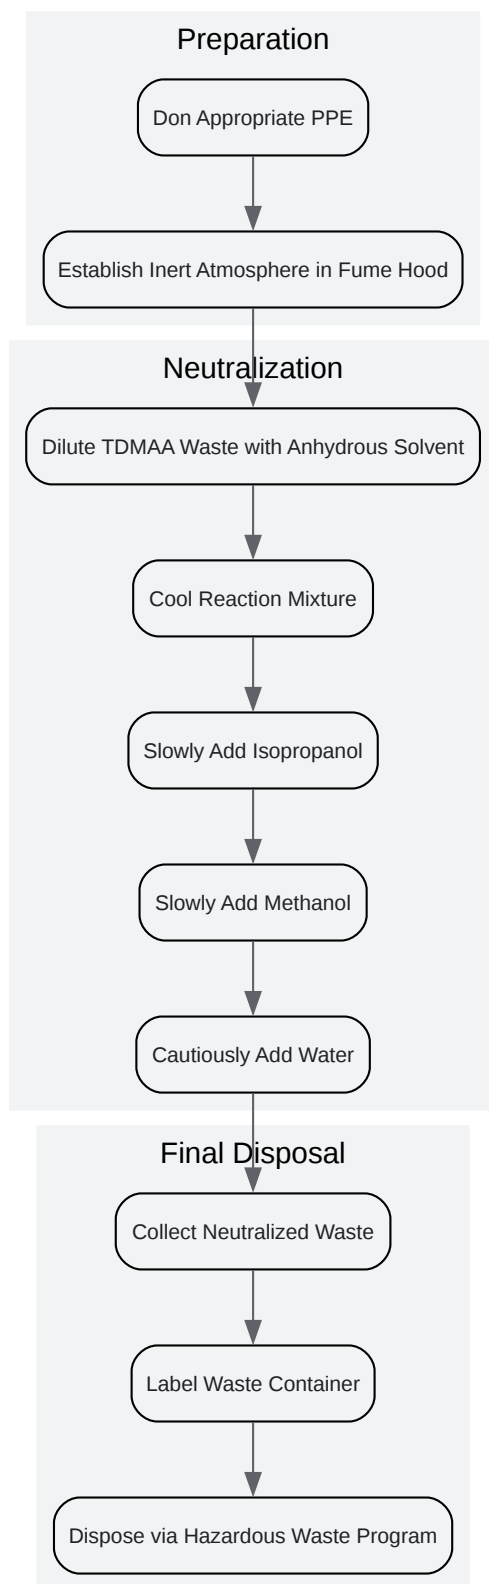 Preparation
Don Appropriate PPE
Establish Inert Atmosphere in Fume Hood
Neutralization
Dilute TDMAA Waste with Anhydrous Solvent
Cool Reaction Mixture
Slowly Add Isopropanol
Slowly Add Methanol
Cautiously Add Water
Final Disposal
Collect Neutralized Waste
Label Waste Container
Dispose via Hazardous Waste Program